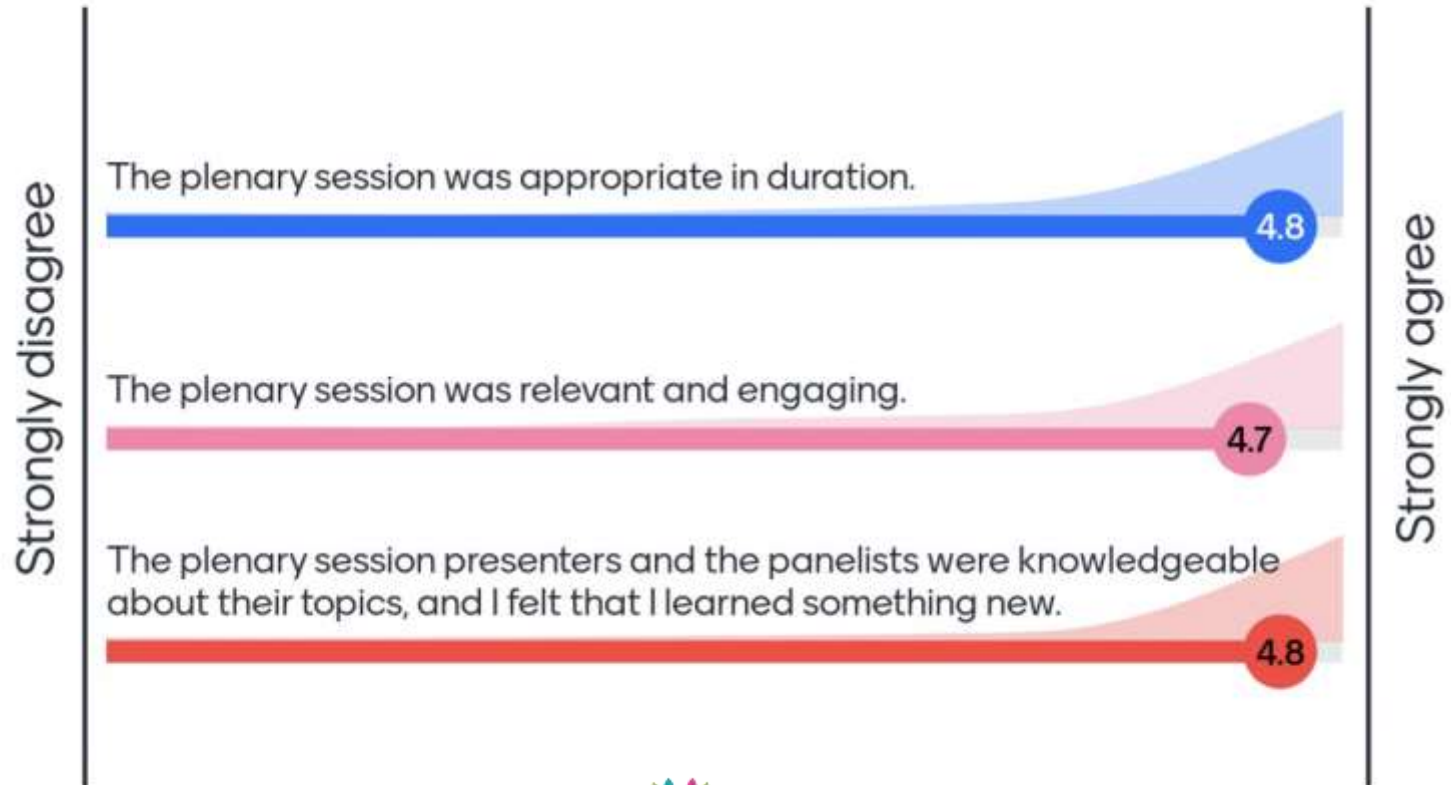 Strongly disagree
The plenary session was appropriate in duration.
4.8
The plenary session was relevant and engaging.
4.7
The plenary session presenters and the panelists were knowledgeable
about their topics, and I felt that I learned something new.
4.8
Strongly agree